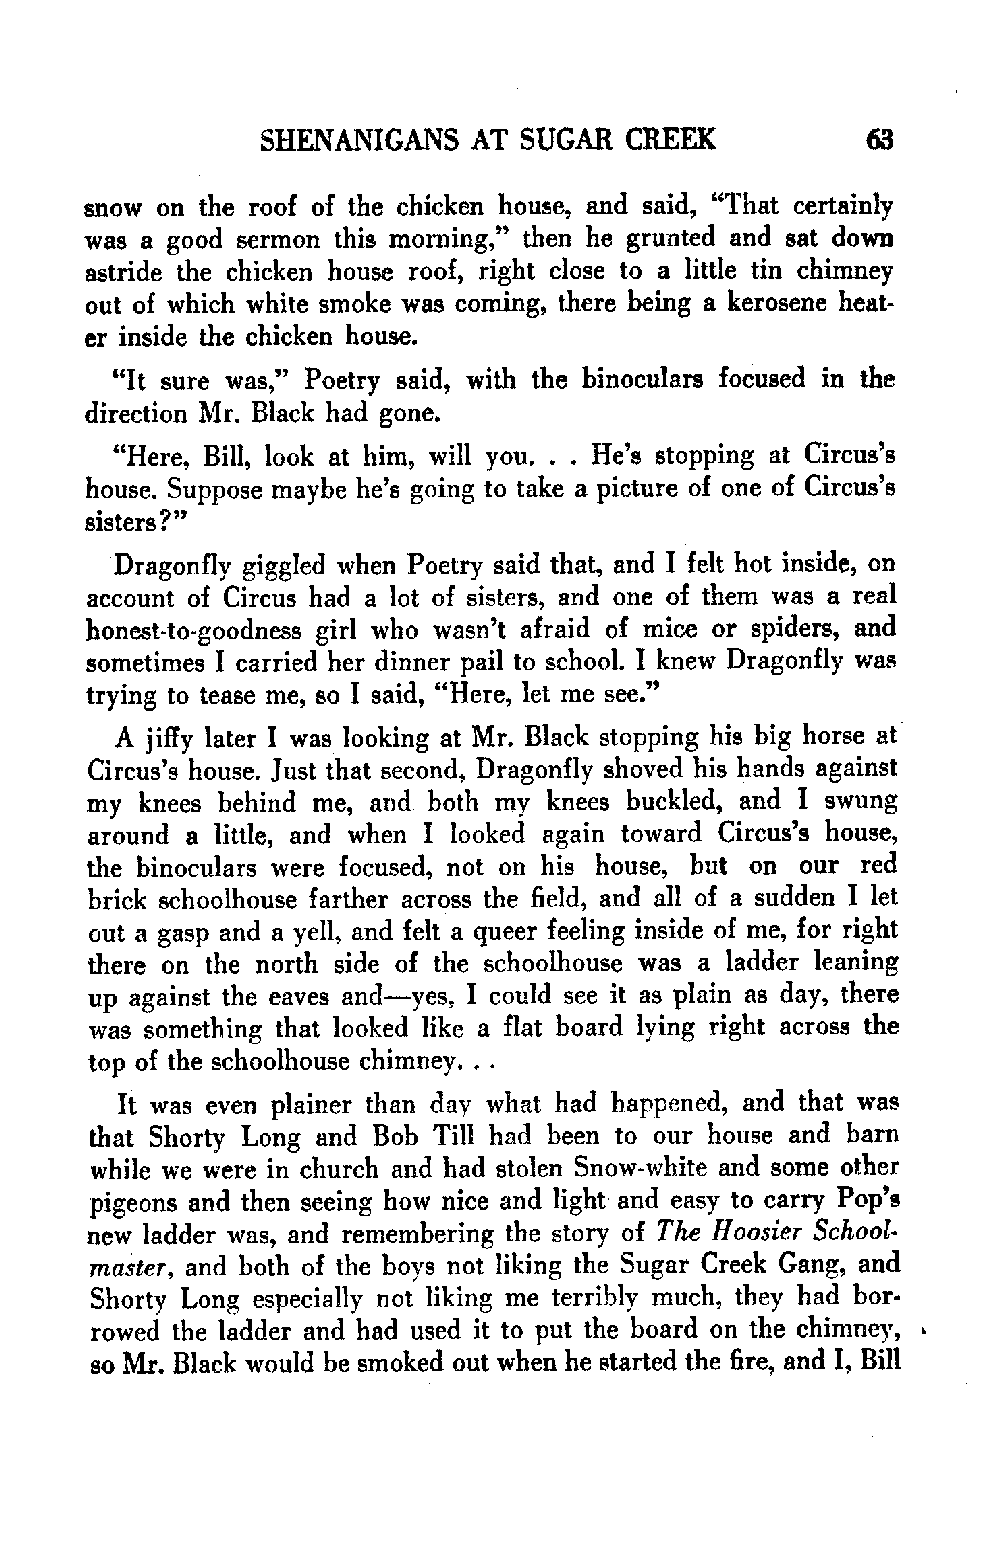 SHENANIGANS AT SUGAR CREEK 63
snow on the roof of the chicken house, and said, “That certainly
was a good sermon this morning,” then he grunted and sat down
astride the chicken house roof, right close to a little tin chimney
out of which white smoke was coming, there being a kerosene heat-
er inside the chicken house.
“It sure was,” Poetry said, with the binoculars focused in the
direction Mr. Black had gone.
“Here, Bill, look at him, will you. . . He’s stopping at Circus’s
house. Suppose maybe he’s going to take a picture of one of Circus’s
sisters?”
Dragonfly giggled when Poetry said that, and I felt hot inside, on
account of Circus had a lot of sisters, and one of them was a real
honest-to-goodness girl who wasn’t afraid of mice or spiders, and
sometimes I carried her dinner pail to school. I knew Dragonfly was
trying to tease me, so I said, “Here, let me see.”
A jiffy later I was looking at Mr. Black stopping his big horse at
Circus’s house. Just that second, Dragonfly shoved his hands against
my knees behind me, and both my knees buckled, and I swung
around a little, and when I looked again toward Circus’s house,
the binoculars were focused, not on his house, but on our red
brick schoolhouse farther across the field, and all of a sudden I let
out a gasp and a yell, and felt a queer feeling inside of me, for right
there on the north side of the schoolhouse was a ladder leaning
up against the eaves and—yes, I could see it as plain as day, there
was something that looked like a flat board lying right across the
top of the schoolhouse chimney. . .
It was even plainer than day what had happened, and that was
that Shorty Long and Bob Till had been to our house and barn
while we were in church and had stolen Snow-white and some other
pigeons and then seeing how nice and light and easy to carry Pop’s
new ladder was, and remembering the story of The Hoosier School-
master, and both of the boys not liking the Sugar Creek Gang, and
Shorty Long especially not liking me terribly much, they had bor-
rowed the ladder and had used it to put the board on the chimney,
so Mr. Black would be smoked out when he started the fire, and I, Bill